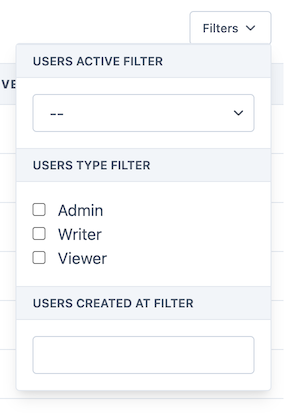 Filters
USERS ACTIVE FILTER
VE
--
USERS TYPE FILTER
Admin
Writer
Viewer
USERS CREATED AT FILTER